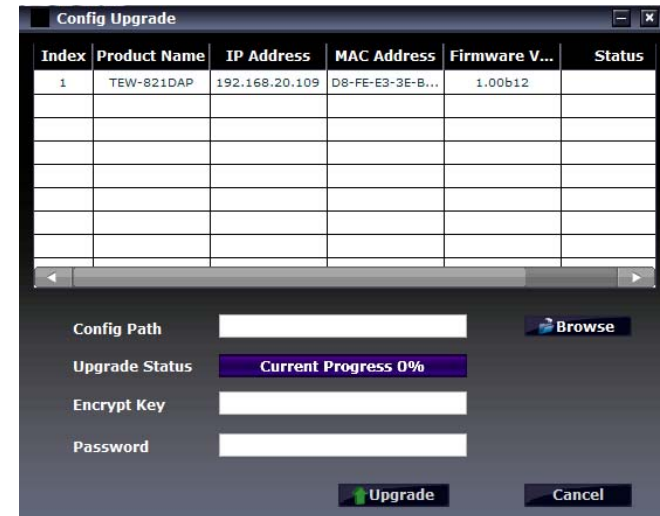 Config Upgrade
Index Product Name IP Address MAC Address Firmware V... Status
1 TEW-821DAP 192.168.20.109 D8-FE-E3-3E-B... 1.00b12
Config Path Browse
Upgrade Status Current Progress 0%
Encrypt Key
Password
Upgrade Cancel